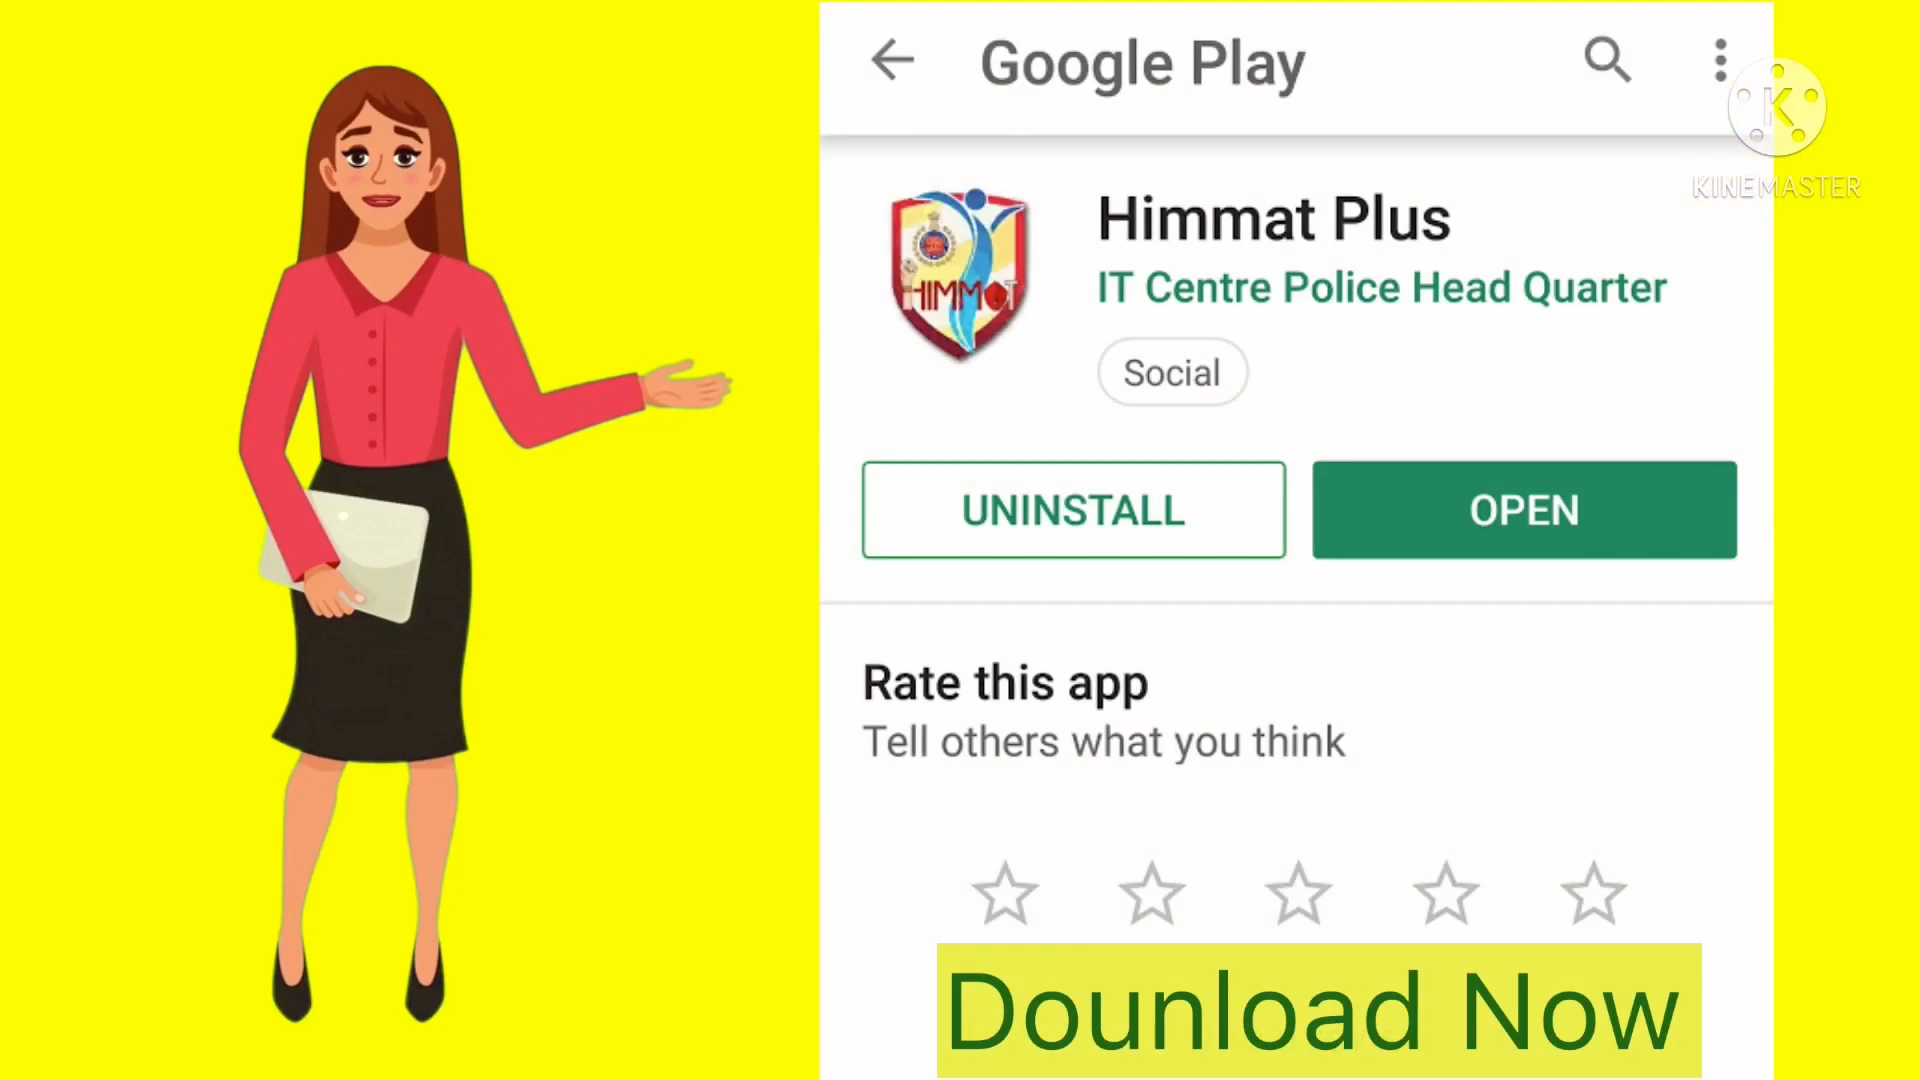 Google Play
KINEMASTER
Himmat Plus
HIMMAT
IT Centre Police Head Quarter
Social
UNINSTALL
OPEN
Rate this app
Tell others what you think
Dounload Now